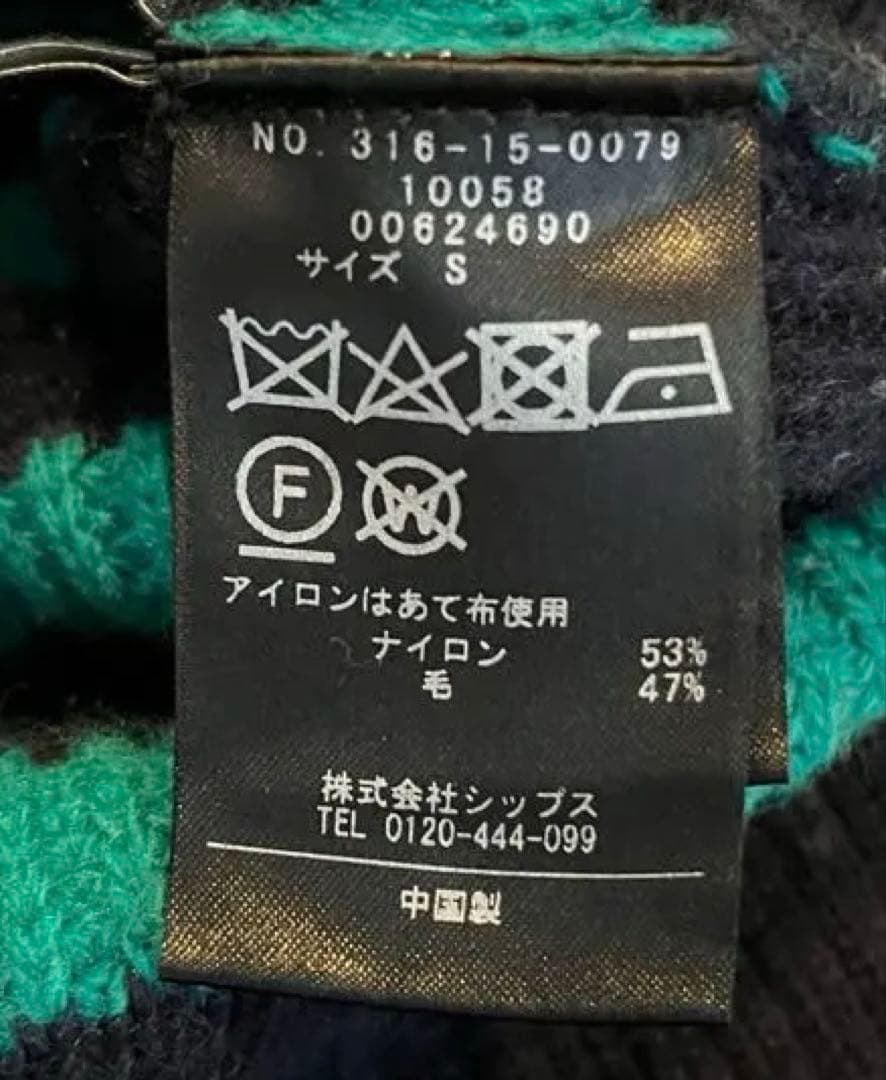 NO. 316-15-0079
10058
00624690
サイズ S
F W
アイロンはあて布使用
ナイロン 53%
毛 47%
株式会社シップス
TEL 0120-444-099
中国製